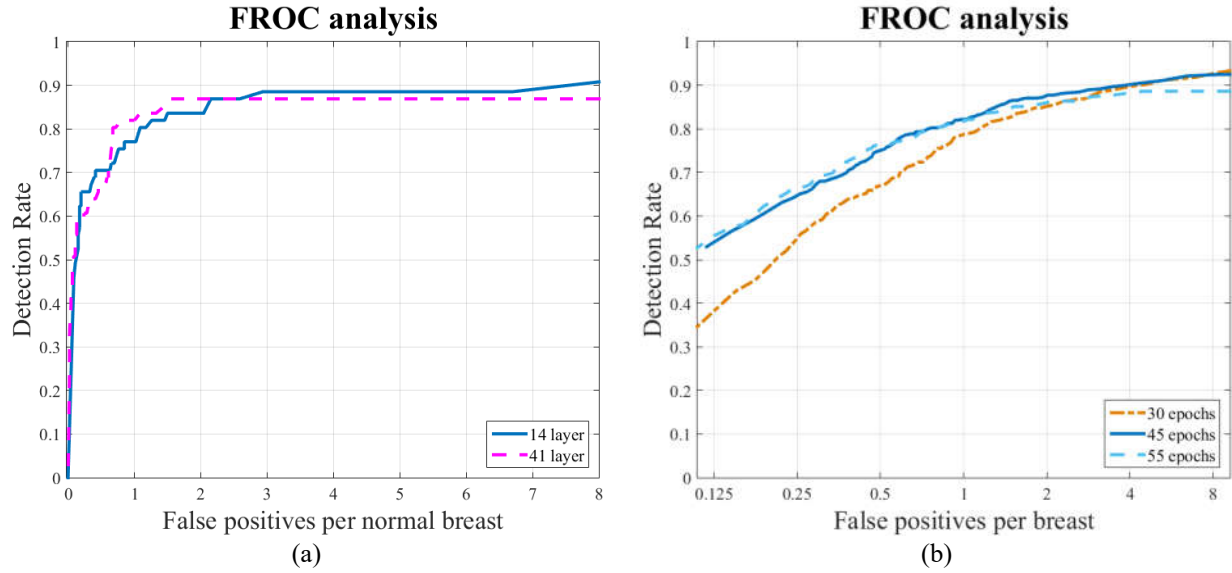 FROC analysis
1
0.9
0.8
0.7
0.6
0.5
0.4
0.3
0.2
0.1
0
Detection Rate
14 layer
41 layer
0 1 2 3 4 5 6 7 8
False positives per normal breast
(a)
FROC analysis
1
0.9
0.8
0.7
0.6
0.5
0.4
0.3
0.2
0.1
0
Detection Rate
30 epochs
45 epochs
55 epochs
0.125 0.25 0.5 1 2 4 8
False positives per breast
(b)